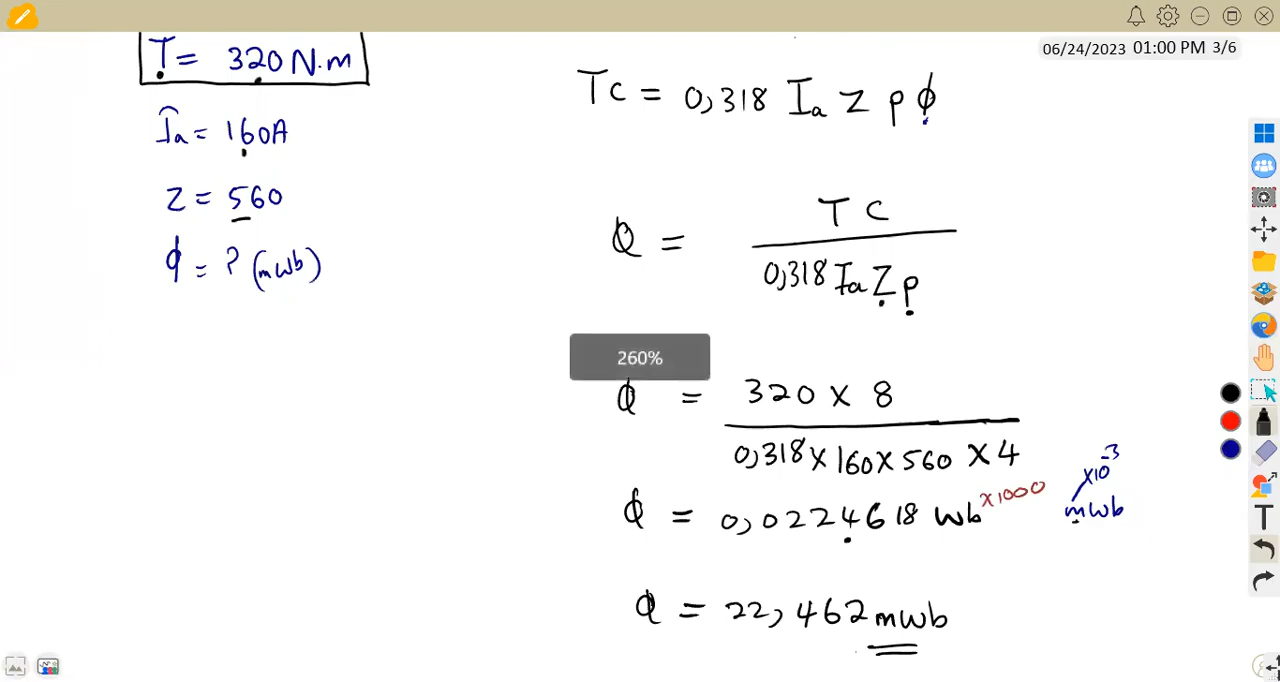 06/24/2023 01:00 PM 3/6
T = 320 N.m
Ia = 160A
Z = 560
ϕ = ? (mwb)
Tc = 0,318 Ia Z p ϕ
ϕ = TC
0,318 Ia Z p
260%
ϕ = 320 x 8
0,318 x 160 x 560 x 4
ϕ = 0,0224618 wb x1000
x10-3
mwb
ϕ = 22,462 mwb
T